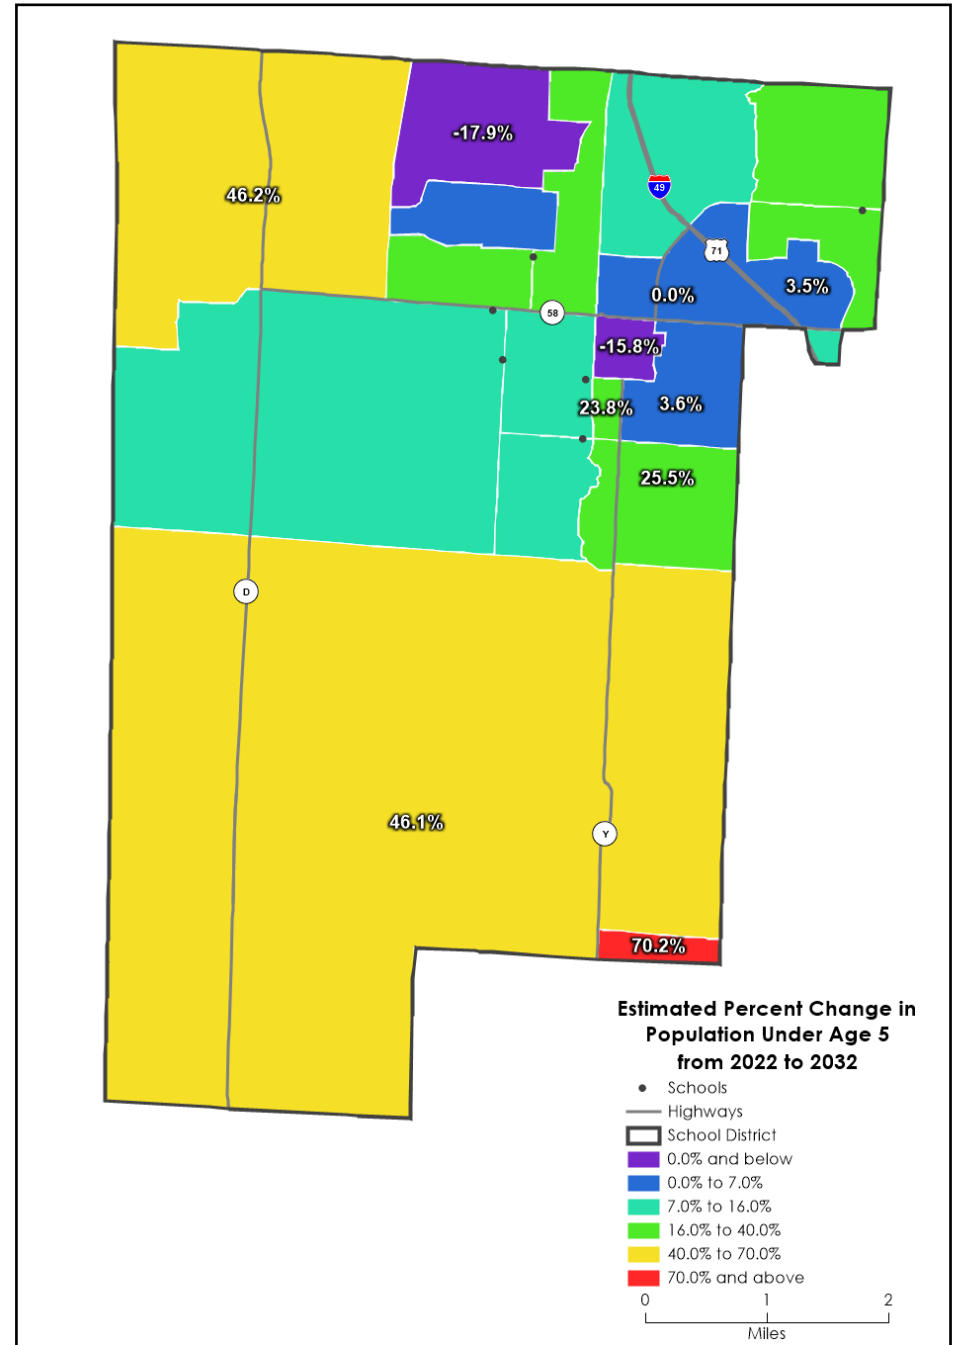 -17.9%
46.2%
49
71
3.5%
0.0%
58
-15.8%
23.8%
3.6%
25.5%
D
46.1%
Y
70.2%
Estimated Percent Change in
Population Under Age 5
from 2022 to 2032
Schools
Highways
School District
0.0% and below
0.0% to 7.0%
7.0% to 16.0%
16.0% to 40.0%
40.0% to 70.0%
70.0% and above
0 1 2
Miles